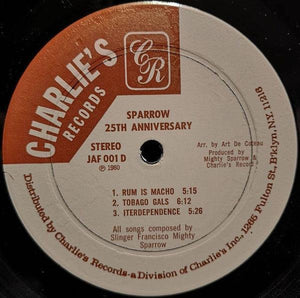 CHARLIE'S
RECORDS
CR
SPARROW
25TH ANNIVERSARY
STEREO
JAF 001 D
℗ 1980
Arr. by Art De Coteau
Produced by
Mighty Sparrow &
Charlie's Record
1. RUM IS MACHO 5:15
2. TOBAGO GALS 6:12
3. ITERDEPENDENCE 5:26
All songs composed by
Slinger Francisco Mighty
Sparrow
Distributed by Charlie's Records-a Division of Charlie's Inc., 1265 Fulton St., B'klyn, N.Y. 11216